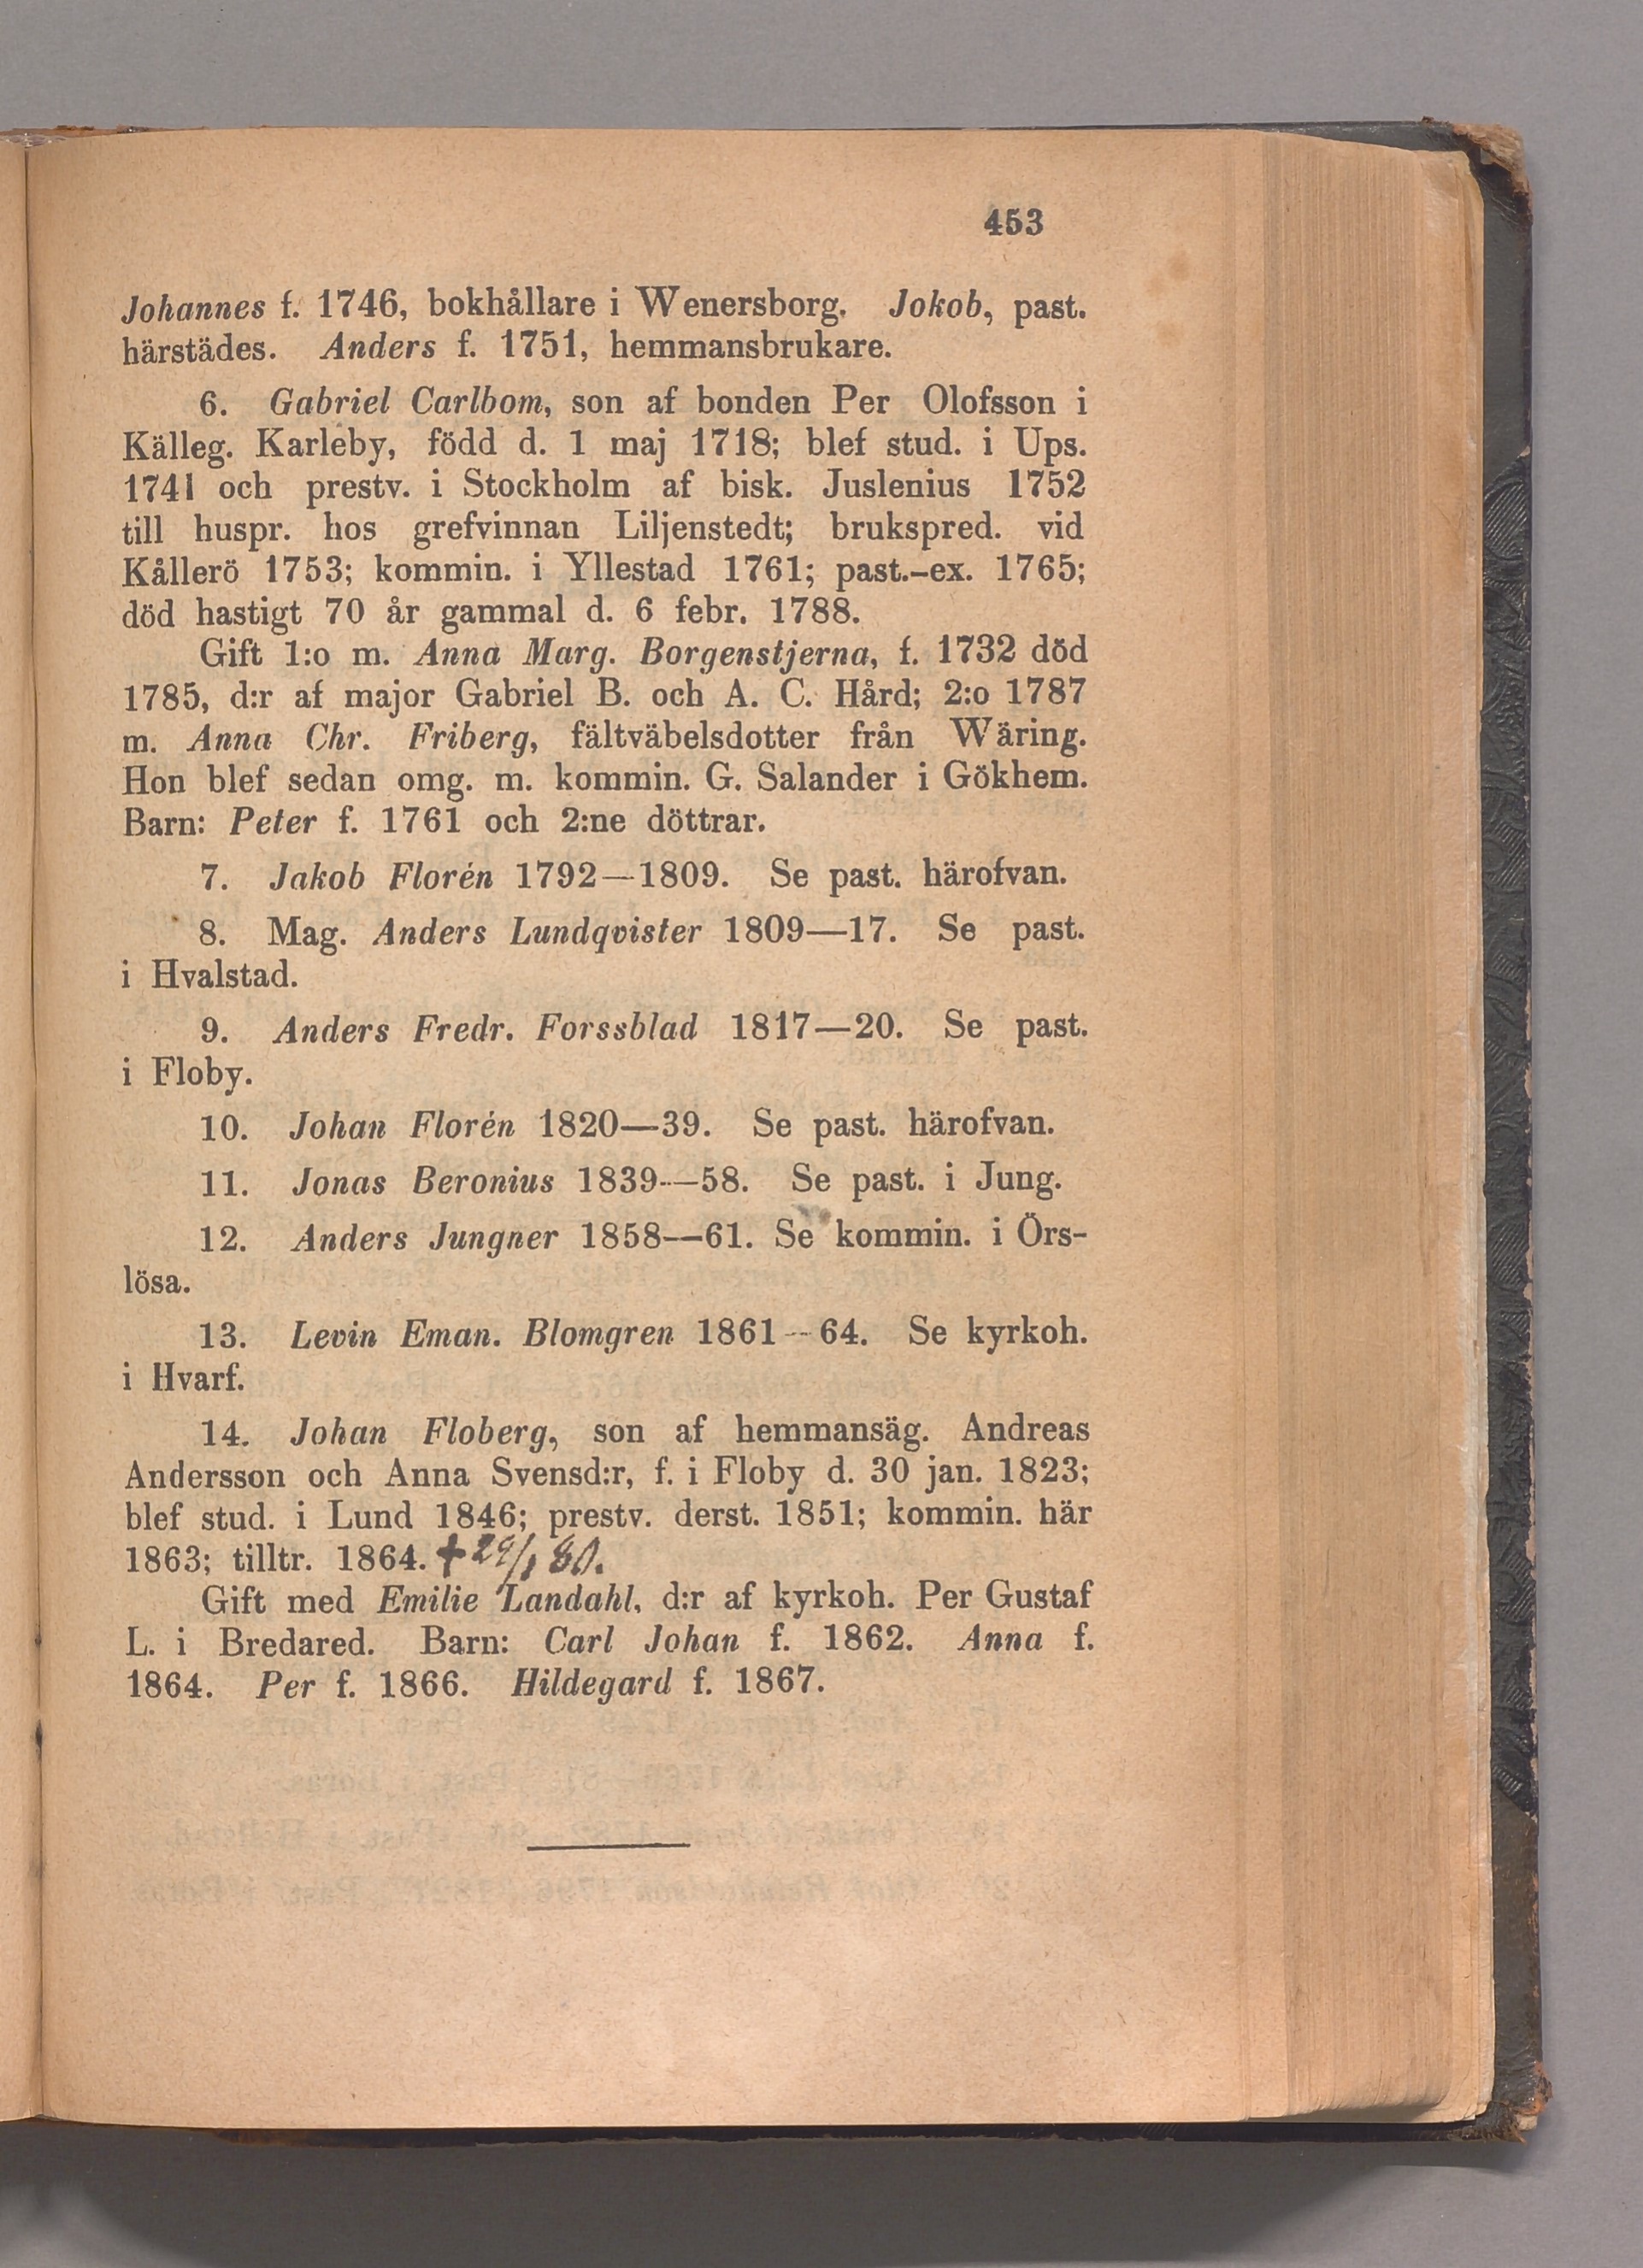 453
Johannes f. 1746, bokhållare i Wenersborg. Jokob, past.
härstädes. Anders f. 1751, hemmansbrukare.
6. Gabriel Carlbom, son af bonden Per Olofsson i
Källeg. Karleby, född d. 1 maj 1718; blef stud. i Ups.
1741 och prestv. i Stockholm af bisk. Juslenius 1752
till huspr. hos grefvinnan Liljenstedt; brukspred. vid
Kållerö 1753; kommin. i Yllestad 1761; past.-ex. 1765;
död hastigt 70 år gammal d. 6 febr. 1788.
Gift 1:o m. Anna Marg. Borgenstjerna, f. 1732 död
1785, d:r af major Gabriel B. och A. C. Hård; 2:o 1787
m. Anna Chr. Friberg, fältväbelsdotter från Wäring.
Hon blef sedan omg. m. kommin. G. Salander i Gökhem.
Barn: Peter f. 1761 och 2:ne döttrar.
7. Jakob Florén 1792—1809. Se past. härofvan.
8. Mag. Anders Lundqvister 1809—17. Se past.
i Hvalstad.
9. Anders Fredr. Forssblad 1817—20. Se past.
i Floby.
10. Johan Florén 1820—39. Se past. härofvan.
11. Jonas Beronius 1839—58. Se past. i Jung.
12. Anders Jungner 1858—61. Se kommin. i Örs-
lösa.
13. Levin Eman. Blomgren 1861—64. Se kyrkoh.
i Hvarf.
14. Johan Floberg, son af hemmansäg. Andreas
Andersson och Anna Svensd:r, f. i Floby d. 30 jan. 1823;
blef stud. i Lund 1846; prestv. derst. 1851; kommin. här
1863; tilltr. 1864. + 29/1 80.
Gift med Emilie Landahl, d:r af kyrkoh. Per Gustaf
L. i Bredared. Barn: Carl Johan f. 1862. Anna f.
1864. Per f. 1866. Hildegard f. 1867.